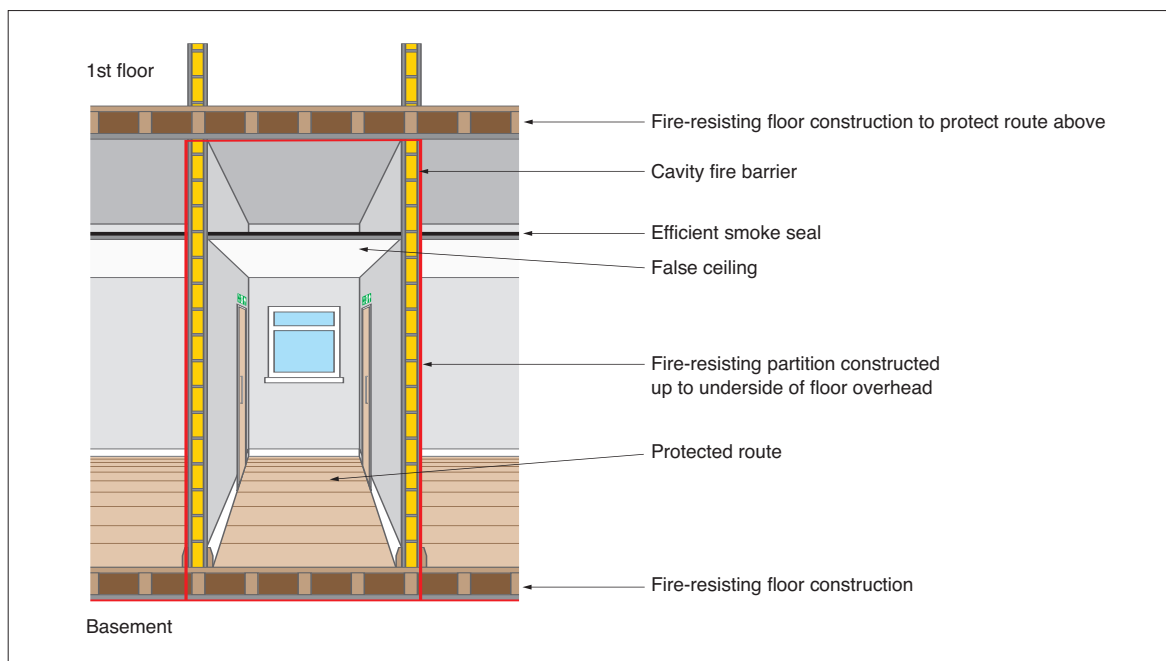 1st floor
Fire-resisting floor construction to protect route above
Cavity fire barrier
Efficient smoke seal
False ceiling
Fire-resisting partition constructed
up to underside of floor overhead
Protected route
Fire-resisting floor construction
Basement